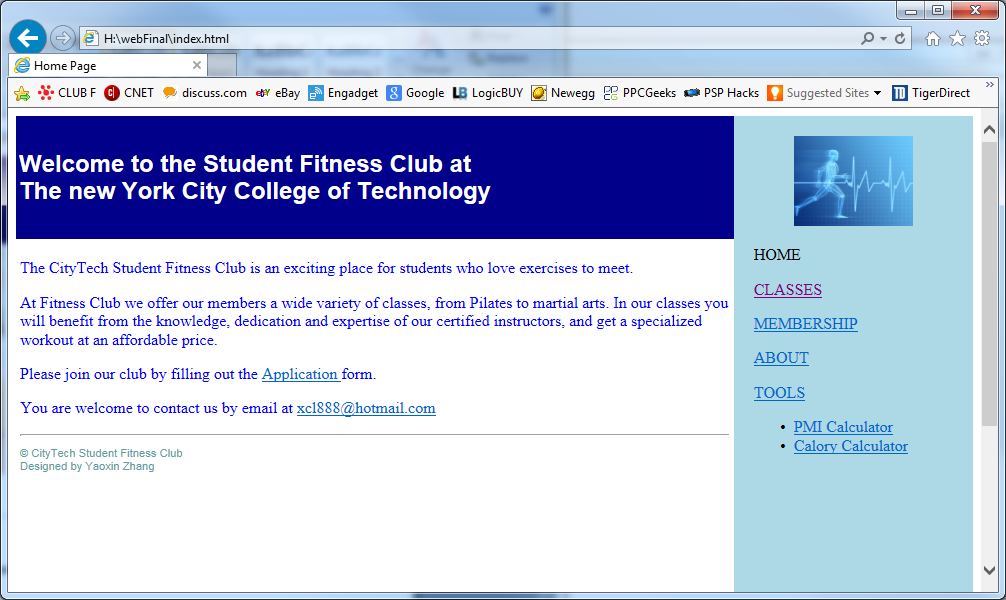 H:\webFinal\index.html
Home Page
CLUB F CNET discuss.com eBay Engadget Google LogicBUY Newegg PPCGeeks PSP Hacks Suggested Sites TigerDirect
Welcome to the Student Fitness Club at
The new York City College of Technology
The CityTech Student Fitness Club is an exciting place for students who love exercises to meet.
At Fitness Club we offer our members a wide variety of classes, from Pilates to martial arts. In our classes you
will benefit from the knowledge, dedication and expertise of our certified instructors, and get a specialized
workout at an affordable price.
Please join our club by filling out the Application form.
You are welcome to contact us by email at xcl888@hotmail.com
© CityTech Student Fitness Club
Designed by Yaoxin Zhang
HOME
CLASSES
MEMBERSHIP
ABOUT
TOOLS
• PMI Calculator
• Calory Calculator